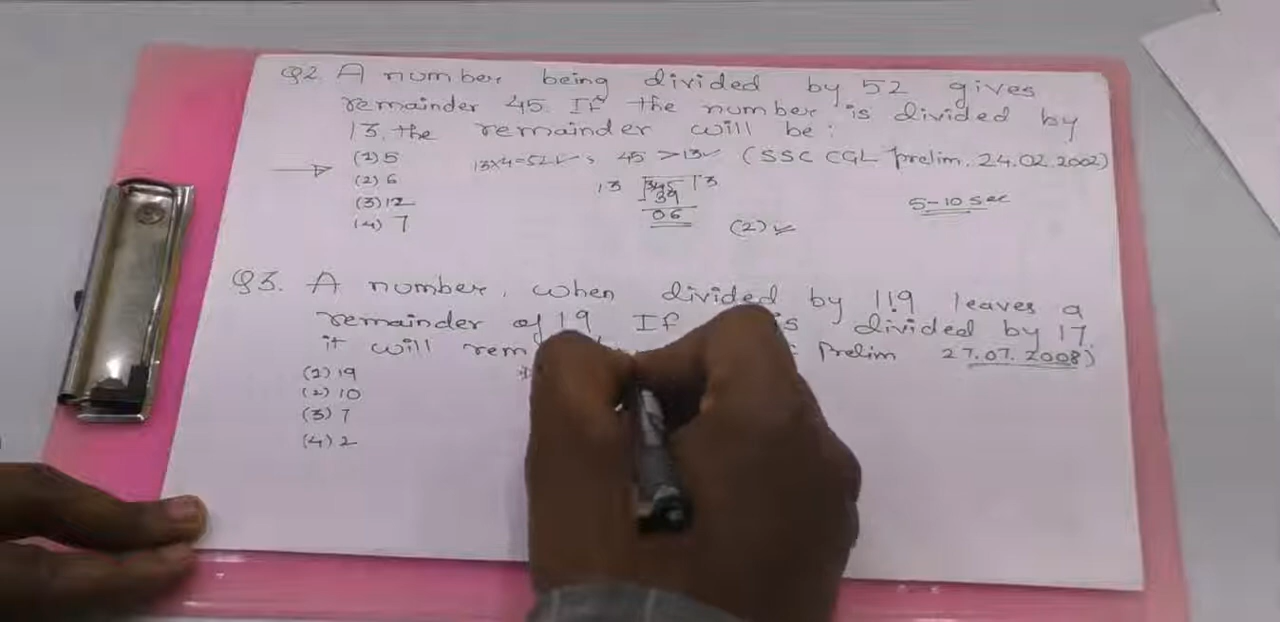 Q2. A number being divided by 52 gives
remainder 45. If the number is divided by
13, the remainder will be:
(1) 5 13x4=52✓, 45 >13✓ (SSC CGL prelim. 24.02.2002)
(2) 6 13 45 3
(3) 12 39 5-10 sec
(4) 7 06 (2)✓
Q3. A number, when divided by 119 leaves a
remainder of 19. If is divided by 17.
it will Prelim 27.07.2008)
(1) 19
(2) 10
(3) 7
(4) 2